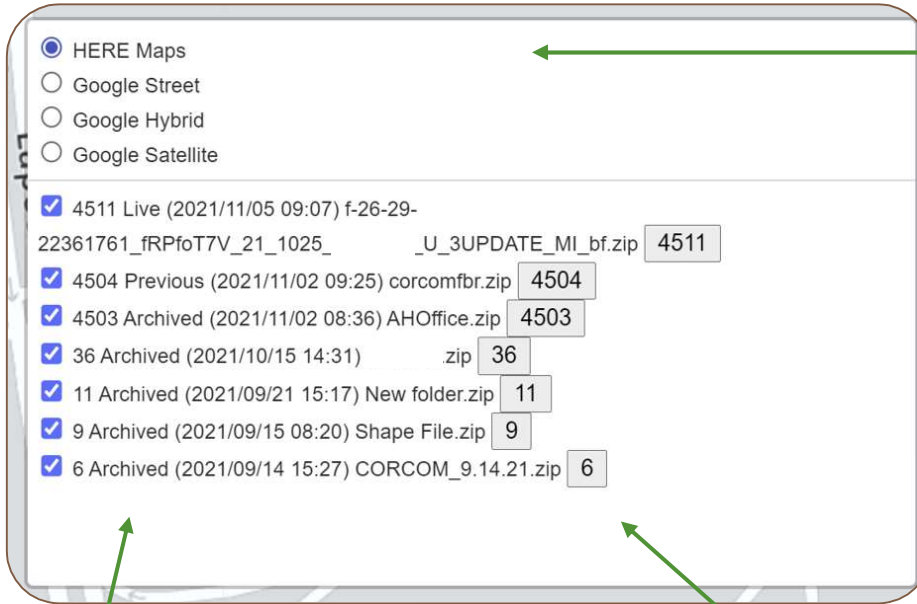 HERE Maps
Google Street
Google Hybrid
Google Satellite
4511 Live (2021/11/05 09:07) f-26-29-
22361761_fRPfoT7V_21_1025_ _U_3UPDATE_MI_bf.zip 4511
4504 Previous (2021/11/02 09:25) corcomfbr.zip 4504
4503 Archived (2021/11/02 08:36) AHOffice.zip 4503
36 Archived (2021/10/15 14:31) .zip 36
11 Archived (2021/09/21 15:17) New folder.zip 11
9 Archived (2021/09/15 08:20) Shape File.zip 9
6 Archived (2021/09/14 15:27) CORCOM_9.14.21.zip 6